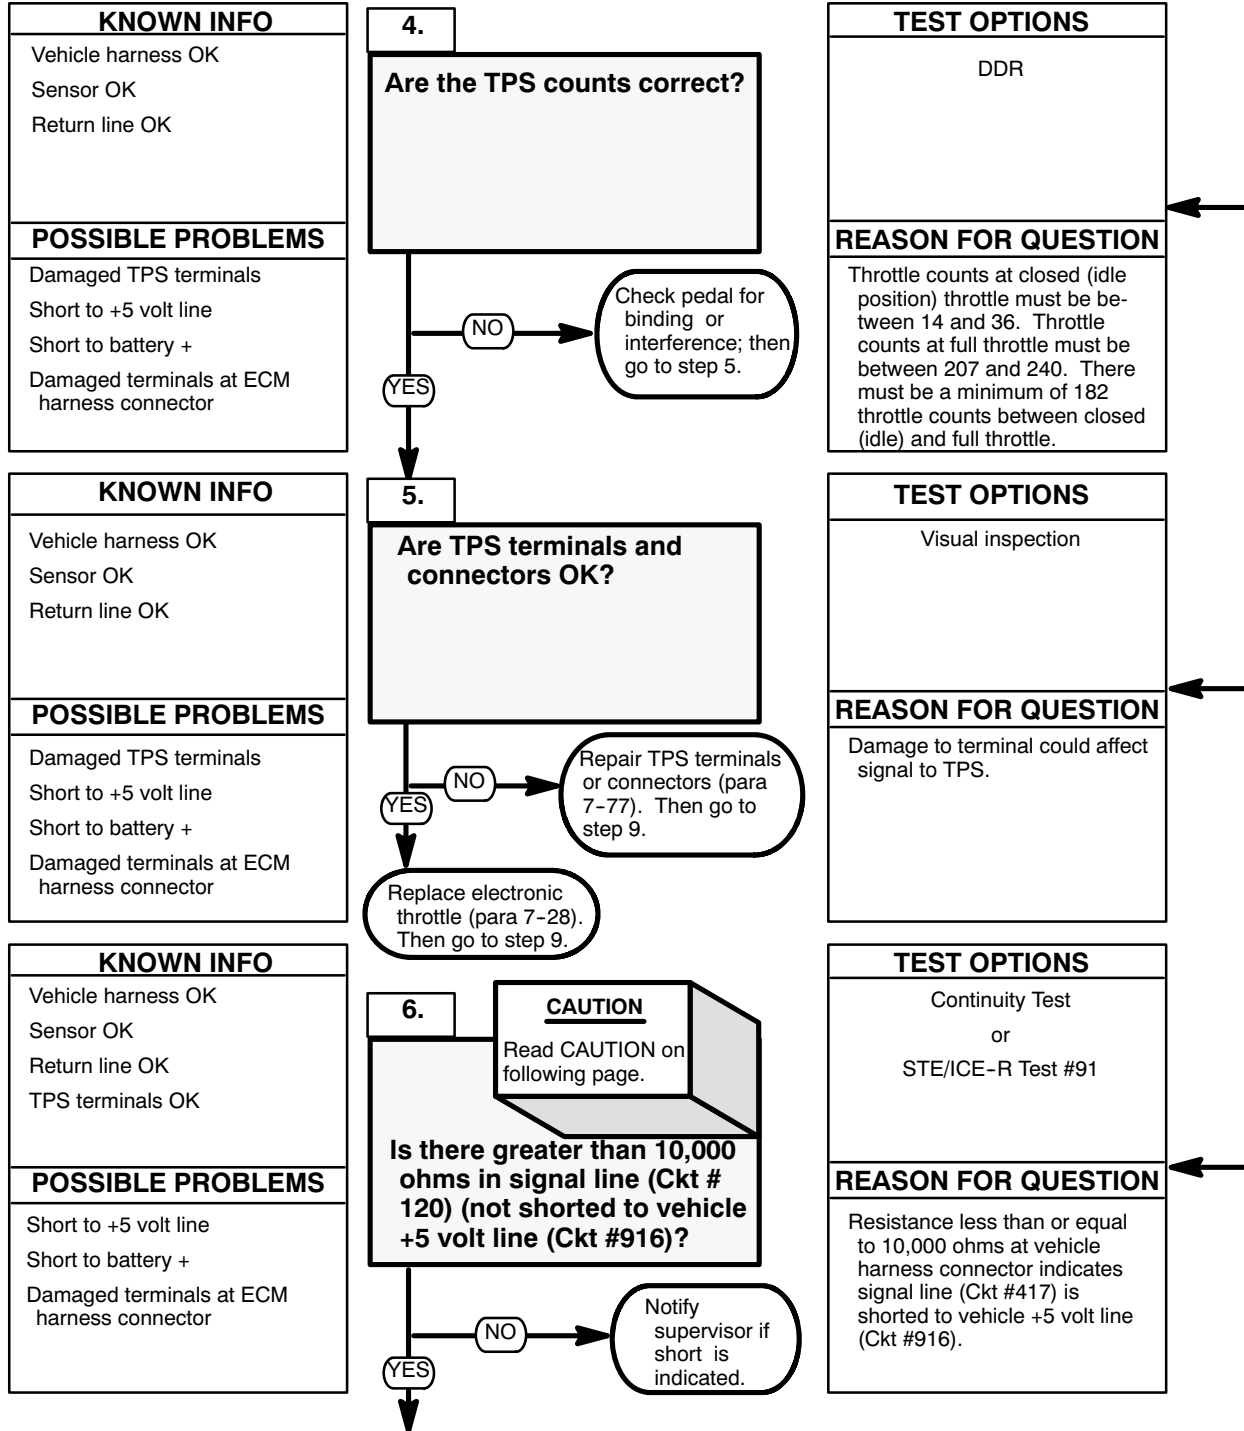 KNOWN INFO
Vehicle harness OK
Sensor OK
Return line OK
POSSIBLE PROBLEMS
Damaged TPS terminals
Short to +5 volt line
Short to battery +
Damaged terminals at ECM
harness connector
4.
Are the TPS counts correct?
NO
Check pedal for
binding or
interference; then
go to step 5.
YES
TEST OPTIONS
DDR
REASON FOR QUESTION
Throttle counts at closed (idle
position) throttle must be be-
tween 14 and 36. Throttle
counts at full throttle must be
between 207 and 240. There
must be a minimum of 182
throttle counts between closed
(idle) and full throttle.
KNOWN INFO
Vehicle harness OK
Sensor OK
Return line OK
POSSIBLE PROBLEMS
Damaged TPS terminals
Short to +5 volt line
Short to battery +
Damaged terminals at ECM
harness connector
5.
Are TPS terminals and
connectors OK?
NO
Repair TPS terminals
or connectors (para
7-77). Then go to
step 9.
YES
Replace electronic
throttle (para 7-28).
Then go to step 9.
TEST OPTIONS
Visual inspection
REASON FOR QUESTION
Damage to terminal could affect
signal to TPS.
KNOWN INFO
Vehicle harness OK
Sensor OK
Return line OK
TPS terminals OK
POSSIBLE PROBLEMS
Short to +5 volt line
Short to battery +
Damaged terminals at ECM
harness connector
6.
CAUTION
Read CAUTION on
following page.
Is there greater than 10,000
ohms in signal line (Ckt #
120) (not shorted to vehicle
+5 volt line (Ckt #916)?
NO
Notify
supervisor if
short is
indicated.
YES
TEST OPTIONS
Continuity Test
or
STE/ICE-R Test #91
REASON FOR QUESTION
Resistance less than or equal
to 10,000 ohms at vehicle
harness connector indicates
signal line (Ckt #417) is
shorted to vehicle +5 volt line
(Ckt #916).